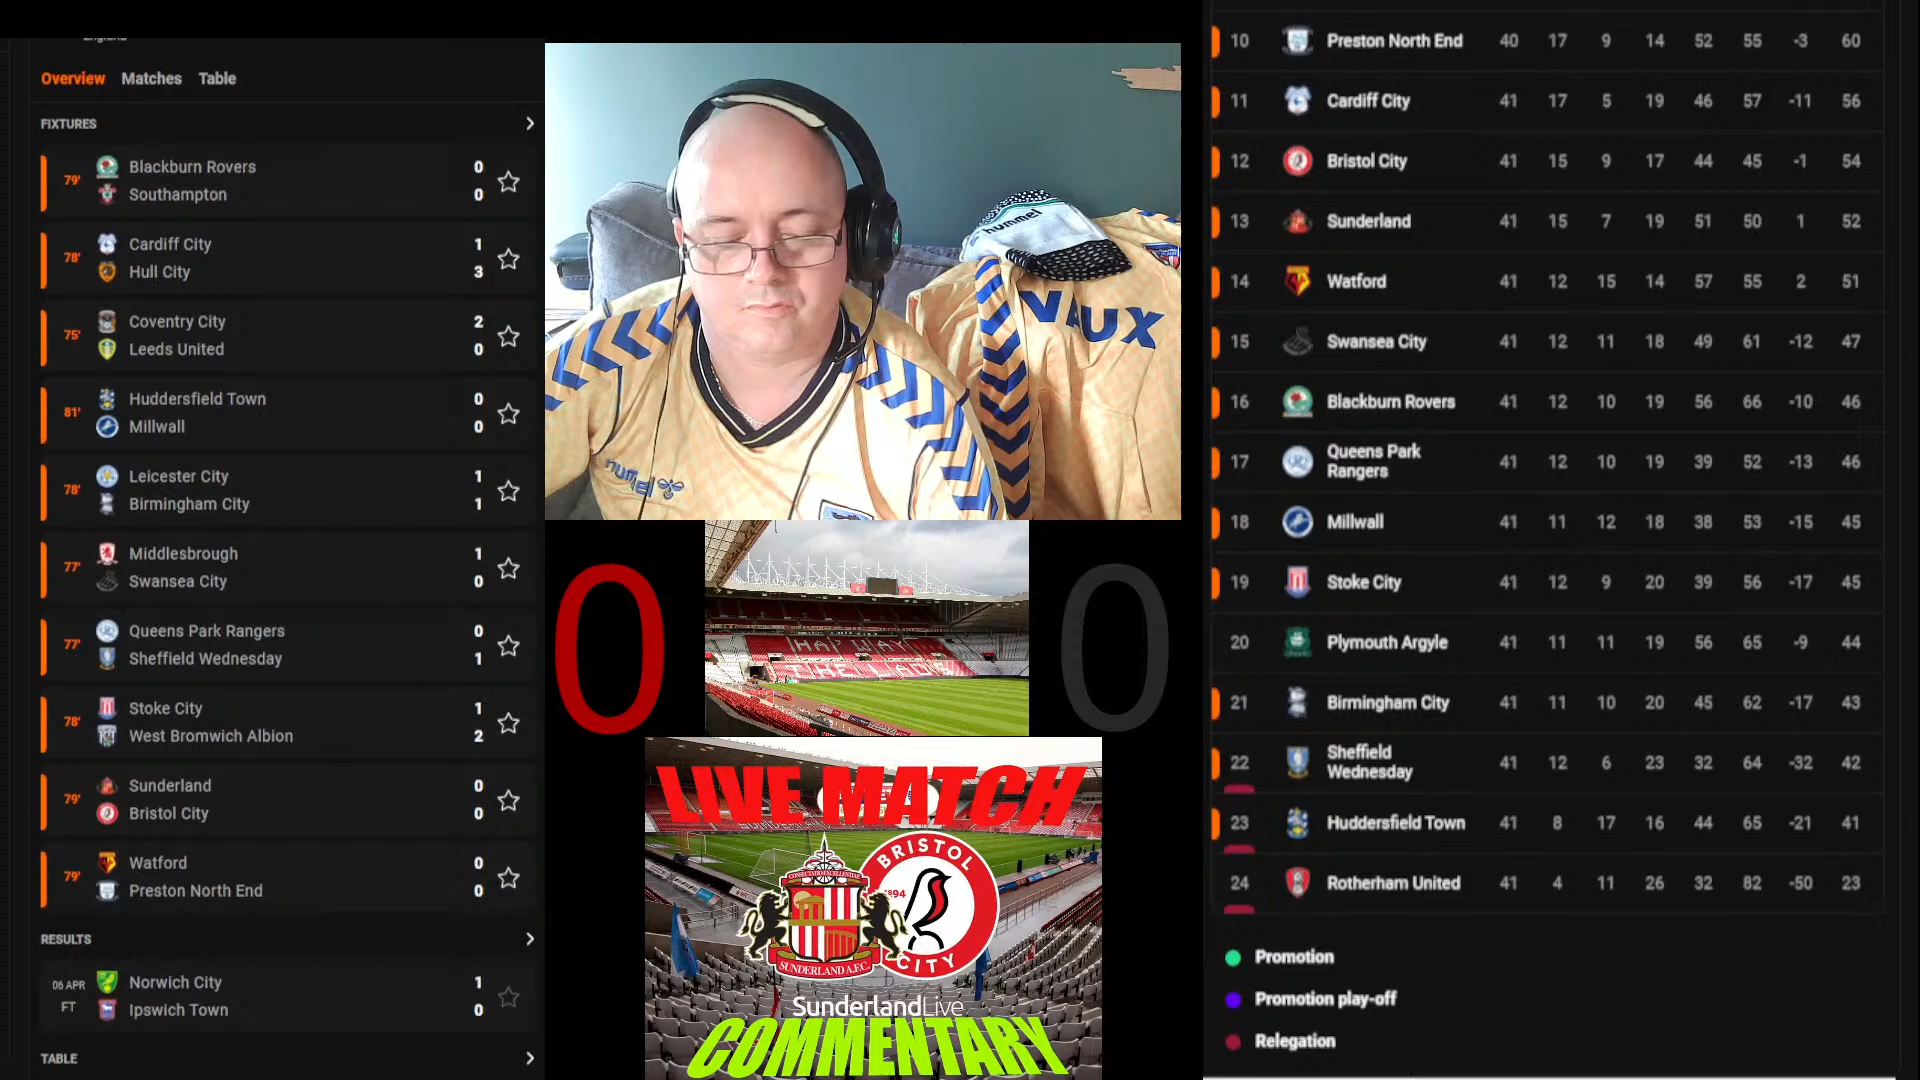 England
Overview Matches Table
FIXTURES
79' Blackburn Rovers 0
Southampton 0
78' Cardiff City 1
Hull City 3
75' Coventry City 2
Leeds United 0
81' Huddersfield Town 0
Millwall 0
78' Leicester City 1
Birmingham City 1
77' Middlesbrough 1
Swansea City 0
77' Queens Park Rangers 0
Sheffield Wednesday 1
78' Stoke City 1
West Bromwich Albion 2
79' Sunderland 0
Bristol City 0
79' Watford 0
Preston North End 0
RESULTS
06 APR Norwich City 1
FT Ipswich Town 0
TABLE
hummel
VAUX
hummel
0 0
HA'WAY
THE LADS
LIVE MATCH
CONSECTATIO EXCELLENTIAE
SUNDERLAND A.F.C
BRISTOL
1894
CITY
SunderlandLive
COMMENTARY
10 Preston North End 40 17 9 14 52 55 -3 60
11 Cardiff City 41 17 5 19 46 57 -11 56
12 Bristol City 41 15 9 17 44 45 -1 54
13 Sunderland 41 15 7 19 51 50 1 52
14 Watford 41 12 15 14 57 55 2 51
15 Swansea City 41 12 11 18 49 61 -12 47
16 Blackburn Rovers 41 12 10 19 56 66 -10 46
17 Queens Park
Rangers 41 12 10 19 39 52 -13 46
18 Millwall 41 11 12 18 38 53 -15 45
19 Stoke City 41 12 9 20 39 56 -17 45
20 Plymouth Argyle 41 11 11 19 56 65 -9 44
21 Birmingham City 41 11 10 20 45 62 -17 43
22 Sheffield
Wednesday 41 12 6 23 32 64 -32 42
23 Huddersfield Town 41 8 17 16 44 65 -21 41
24 Rotherham United 41 4 11 26 32 82 -50 23
Promotion
Promotion play-off
Relegation